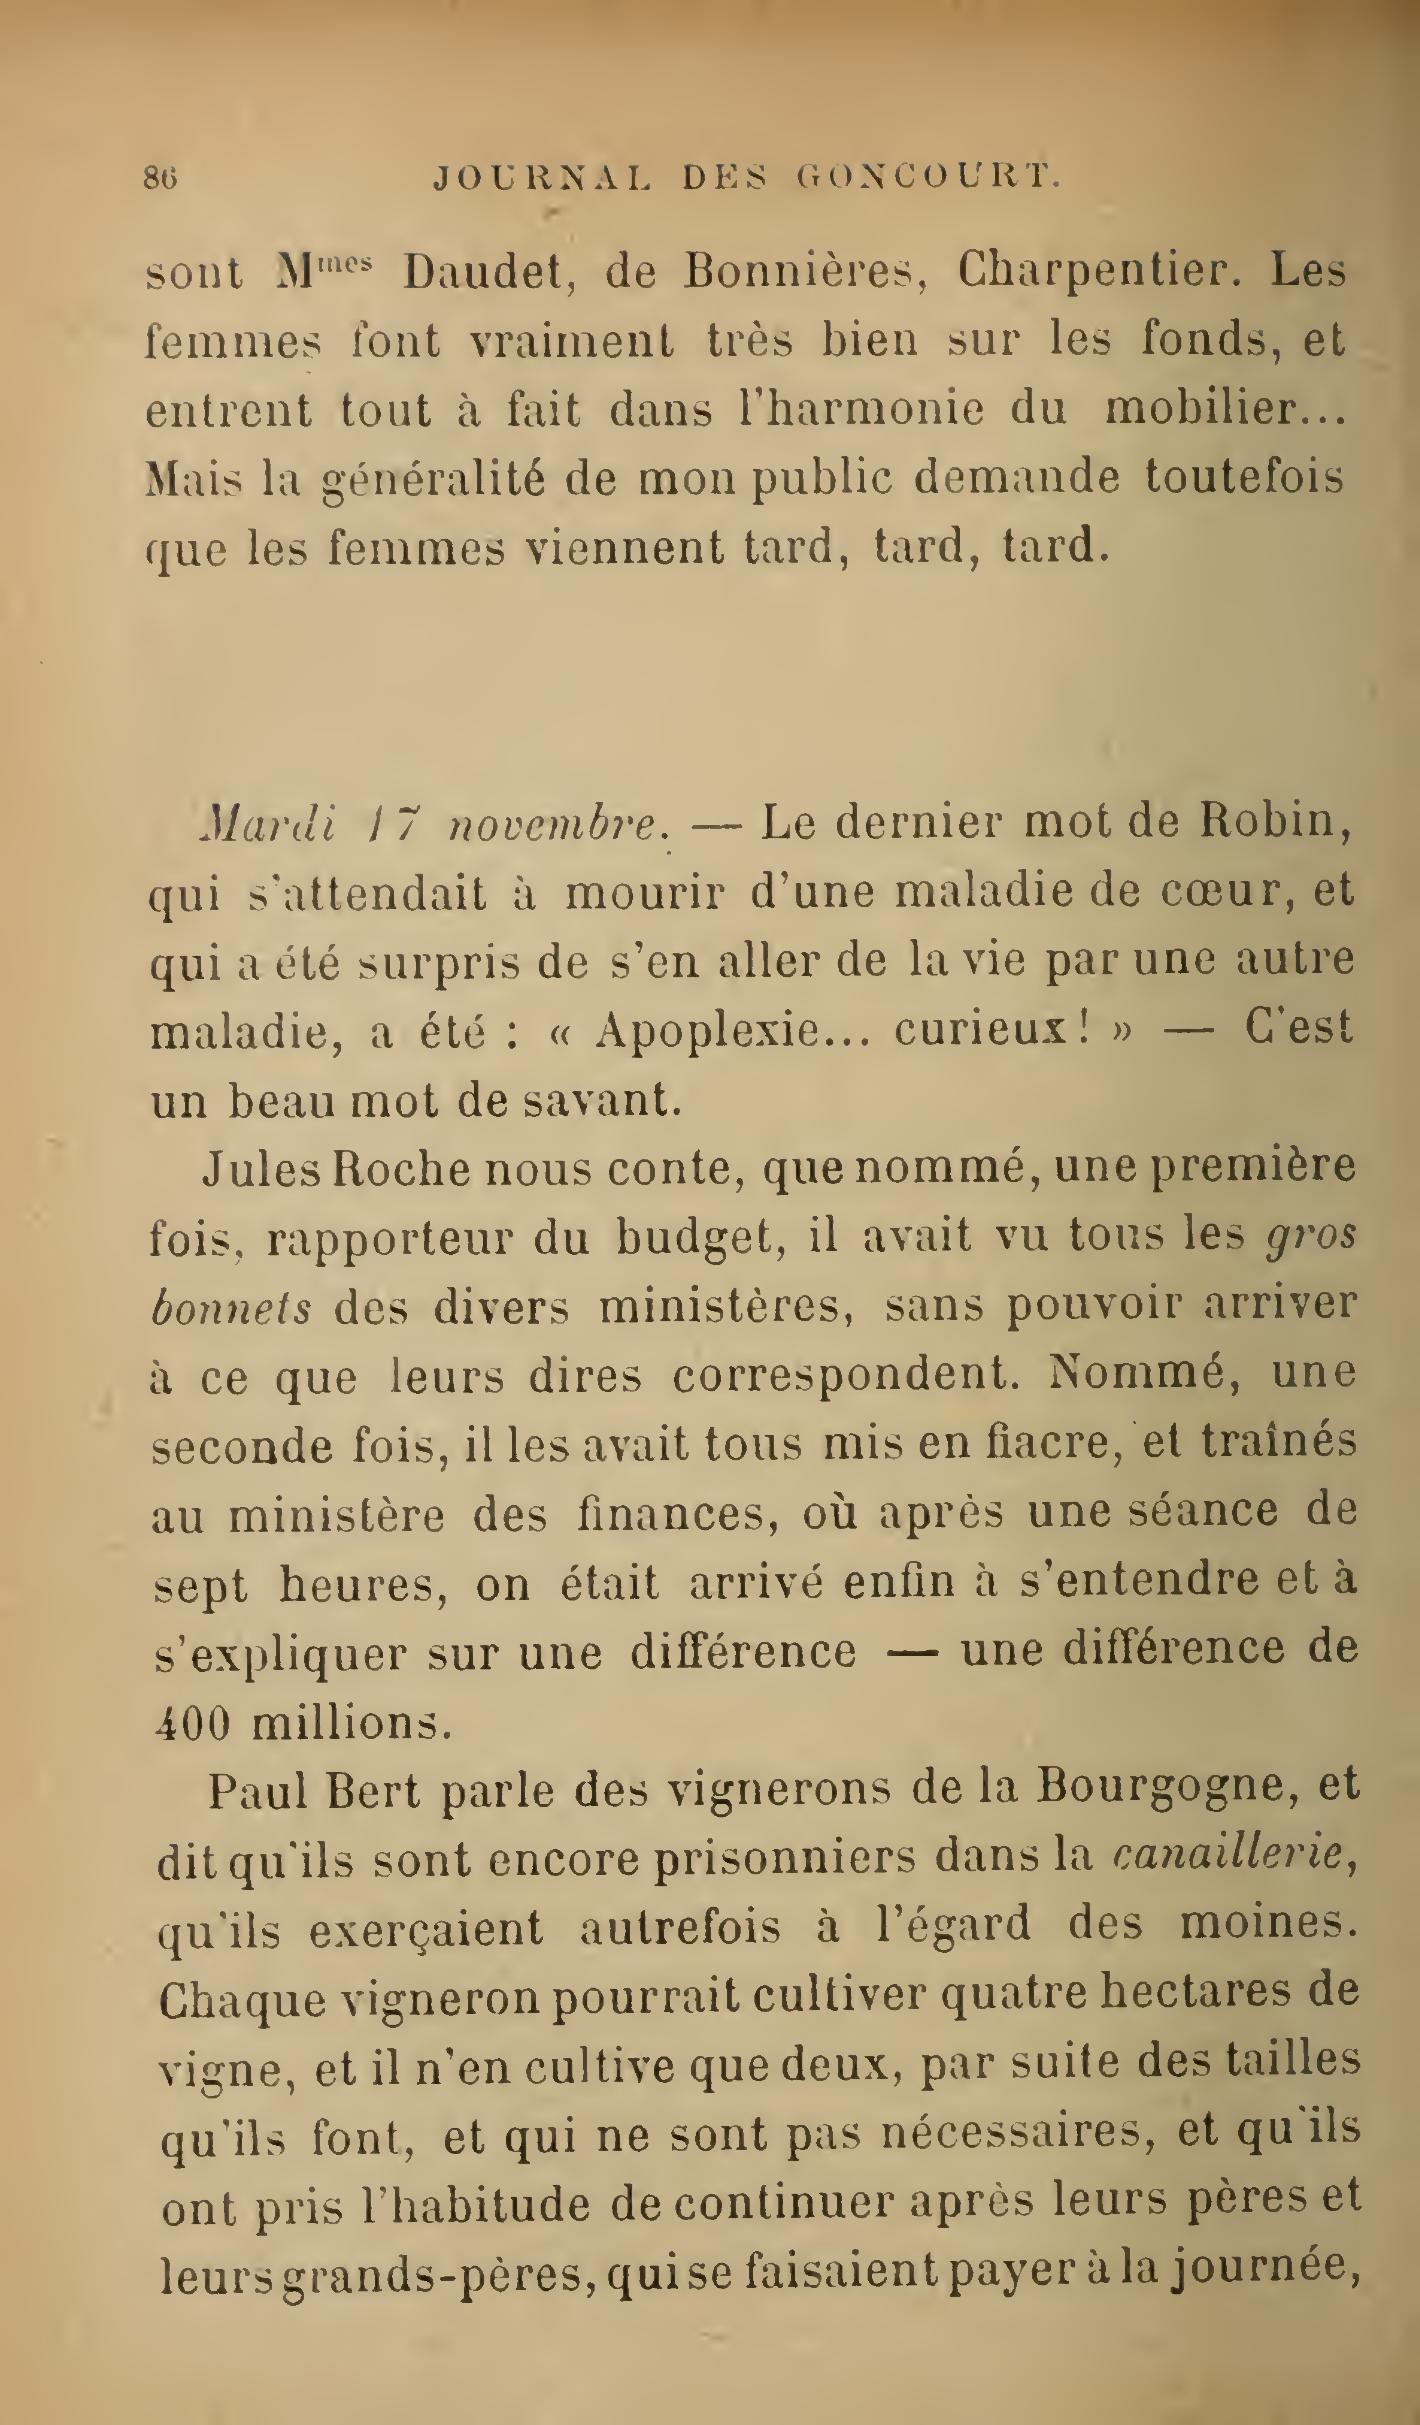 86 JOURNAL DES GONCOURT.
sont Mmes Daudet, de Bonnières, Charpentier. Les
femmes font vraiment très bien sur les fonds, et
entrent tout à fait dans l'harmonie du mobilier...
Mais la généralité de mon public demande toutefois
que les femmes viennent tard, tard, tard.
Mardi 17 novembre. — Le dernier mot de Robin,
qui s'attendait à mourir d'une maladie de cœur, et
qui a été surpris de s'en aller de la vie par une autre
maladie, a été : « Apoplexie... curieux! » — C'est
un beau mot de savant.
Jules Roche nous conte, que nommé, une première
fois, rapporteur du budget, il avait vu tous les gros
bonnets des divers ministères, sans pouvoir arriver
à ce que leurs dires correspondent. Nommé, une
seconde fois, il les avait tous mis en fiacre, et traînés
au ministère des finances, où après une séance de
sept heures, on était arrivé enfin à s'entendre et à
s'expliquer sur une différence — une différence de
400 millions.
Paul Bert parle des vignerons de la Bourgogne, et
dit qu'ils sont encore prisonniers dans la canaillerie,
qu'ils exerçaient autrefois à l'égard des moines.
Chaque vigneron pourrait cultiver quatre hectares de
vigne, et il n'en cultive que deux, par suite des tailles
qu'ils font, et qui ne sont pas nécessaires, et qu'ils
ont pris l'habitude de continuer après leurs pères et
leurs grands-pères, qui se faisaient payer à la journée,